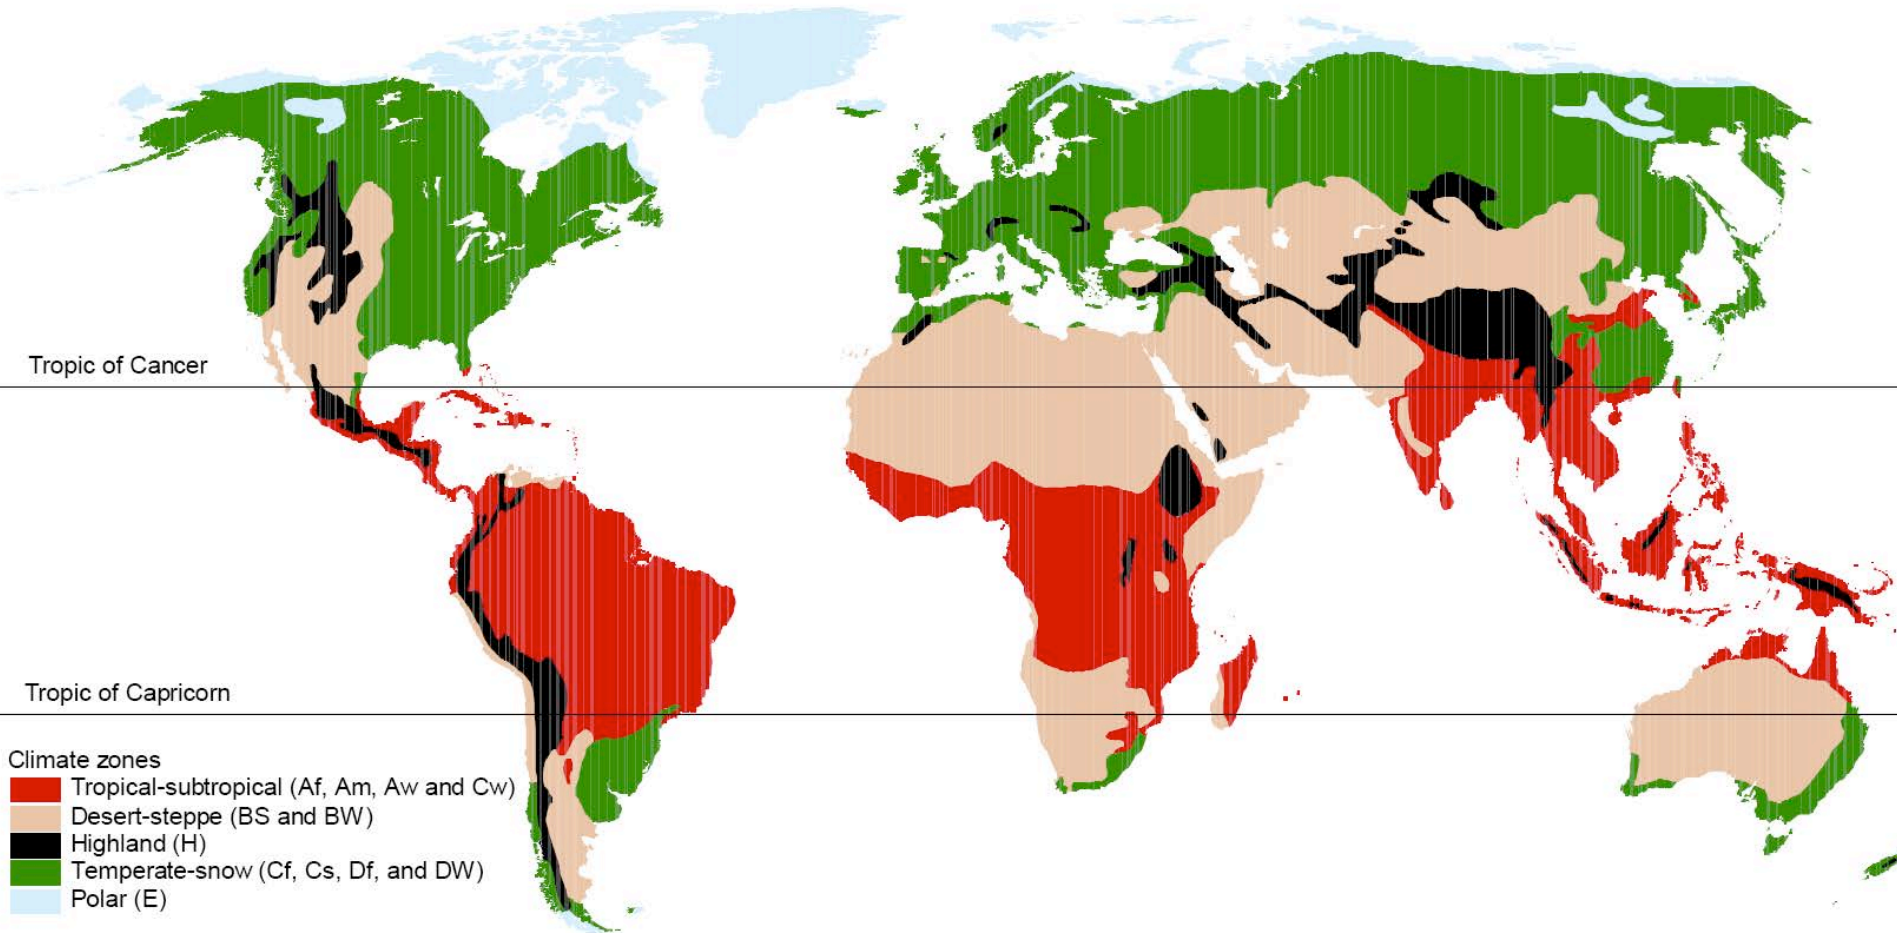 Tropic of Cancer
Tropic of Capricorn
Climate zones
Tropical-subtropical (Af, Am, Aw and Cw)
Desert-steppe (BS and BW)
Highland (H)
Temperate-snow (Cf, Cs, Df, and DW)
Polar (E)